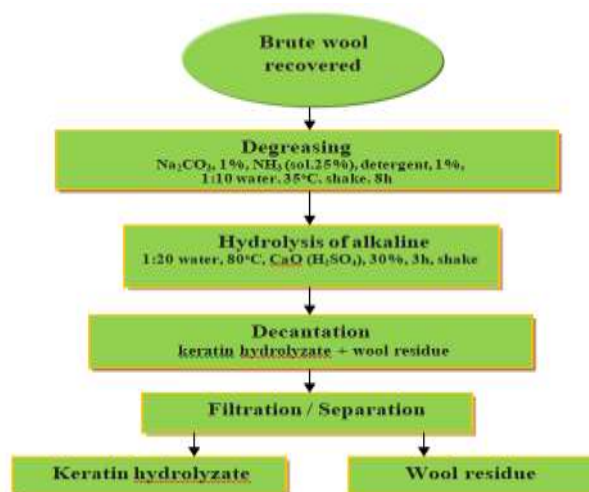 Brute wool
recovered
Degreasing
Na₂CO₃, 1%, NH₃ (sol.25%), detergent, 1%,
1:10 water, 35°C, shake, 8h
Hydrolysis of alkaline
1:20 water, 80°C, CaO (H₂SO₄), 30%, 3h, shake
Decantation
keratin hydrolyzate + wool residue
Filtration / Separation
Keratin hydrolyzate
Wool residue